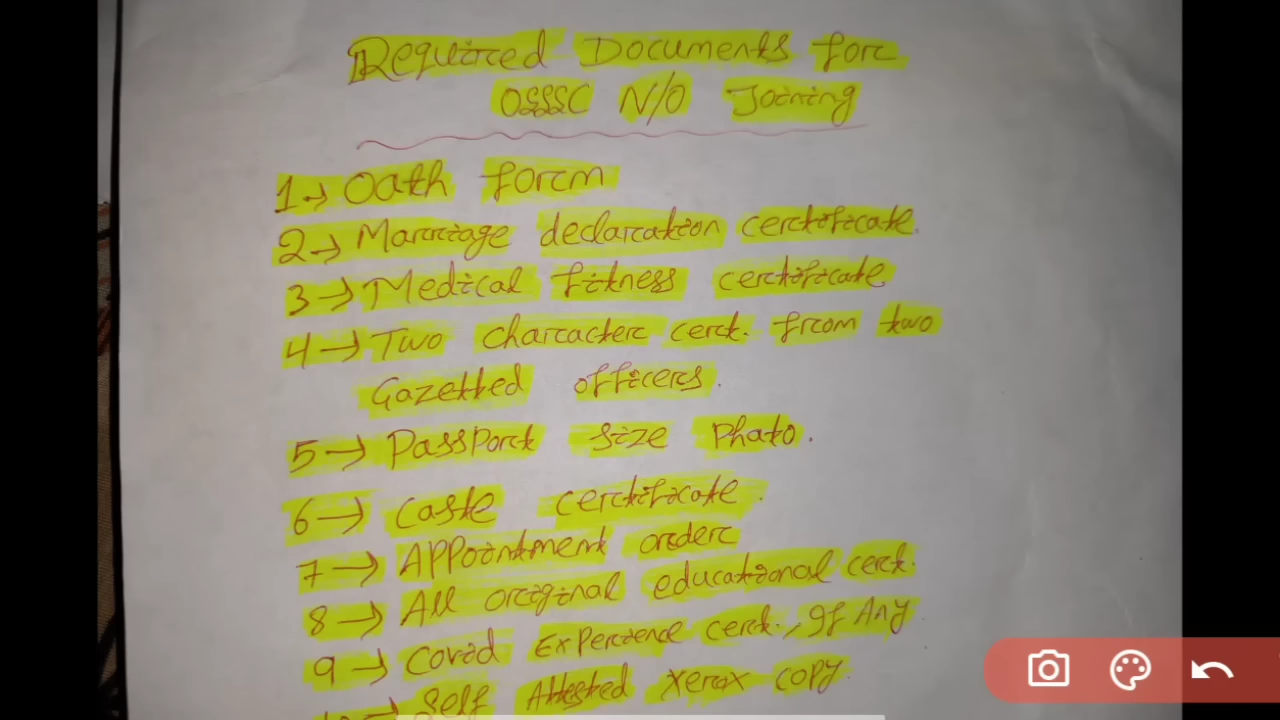 Required Documents for
OSSSC N/O Joining
1→ Oath form
2→ Marriage declaration certificate.
3→ Medical fitness certificate
4→ Two character cert. from two
Gazetted officers.
5→ Passport size Phato.
6→ Caste certificate.
7→ APPointment order
8→ All original educational cert.
9→ Covid Experience cert., If Any
10→ Self Attested xerox copy.